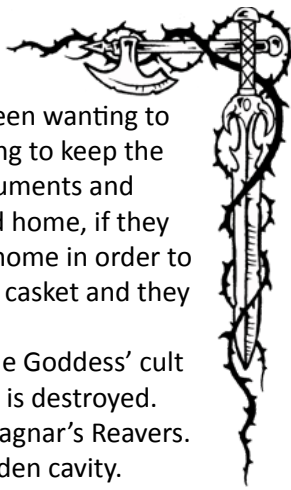 een wanting to
ng to keep the
uments and
d home, if they
home in order to
casket and they
e Goddess’ cult
is destroyed.
agnar’s Reavers.
den cavity.